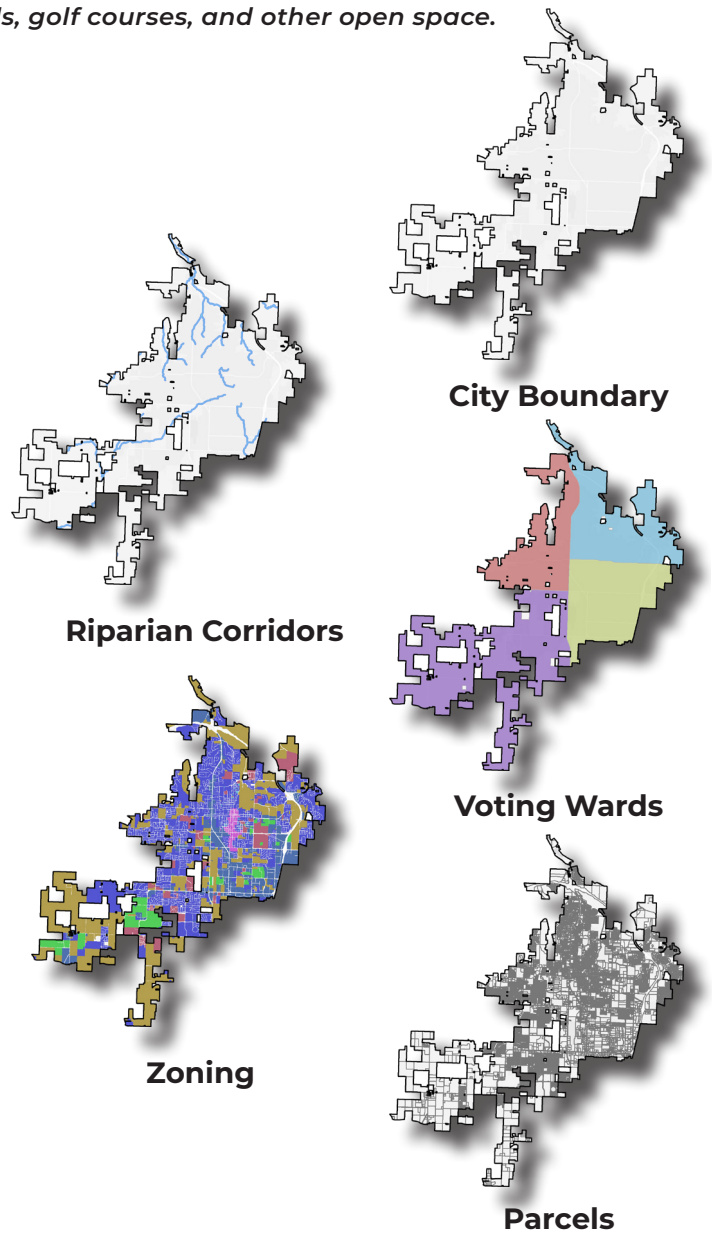 s, golf courses, and other open space.
City Boundary
Riparian Corridors
Voting Wards
Zoning
Parcels